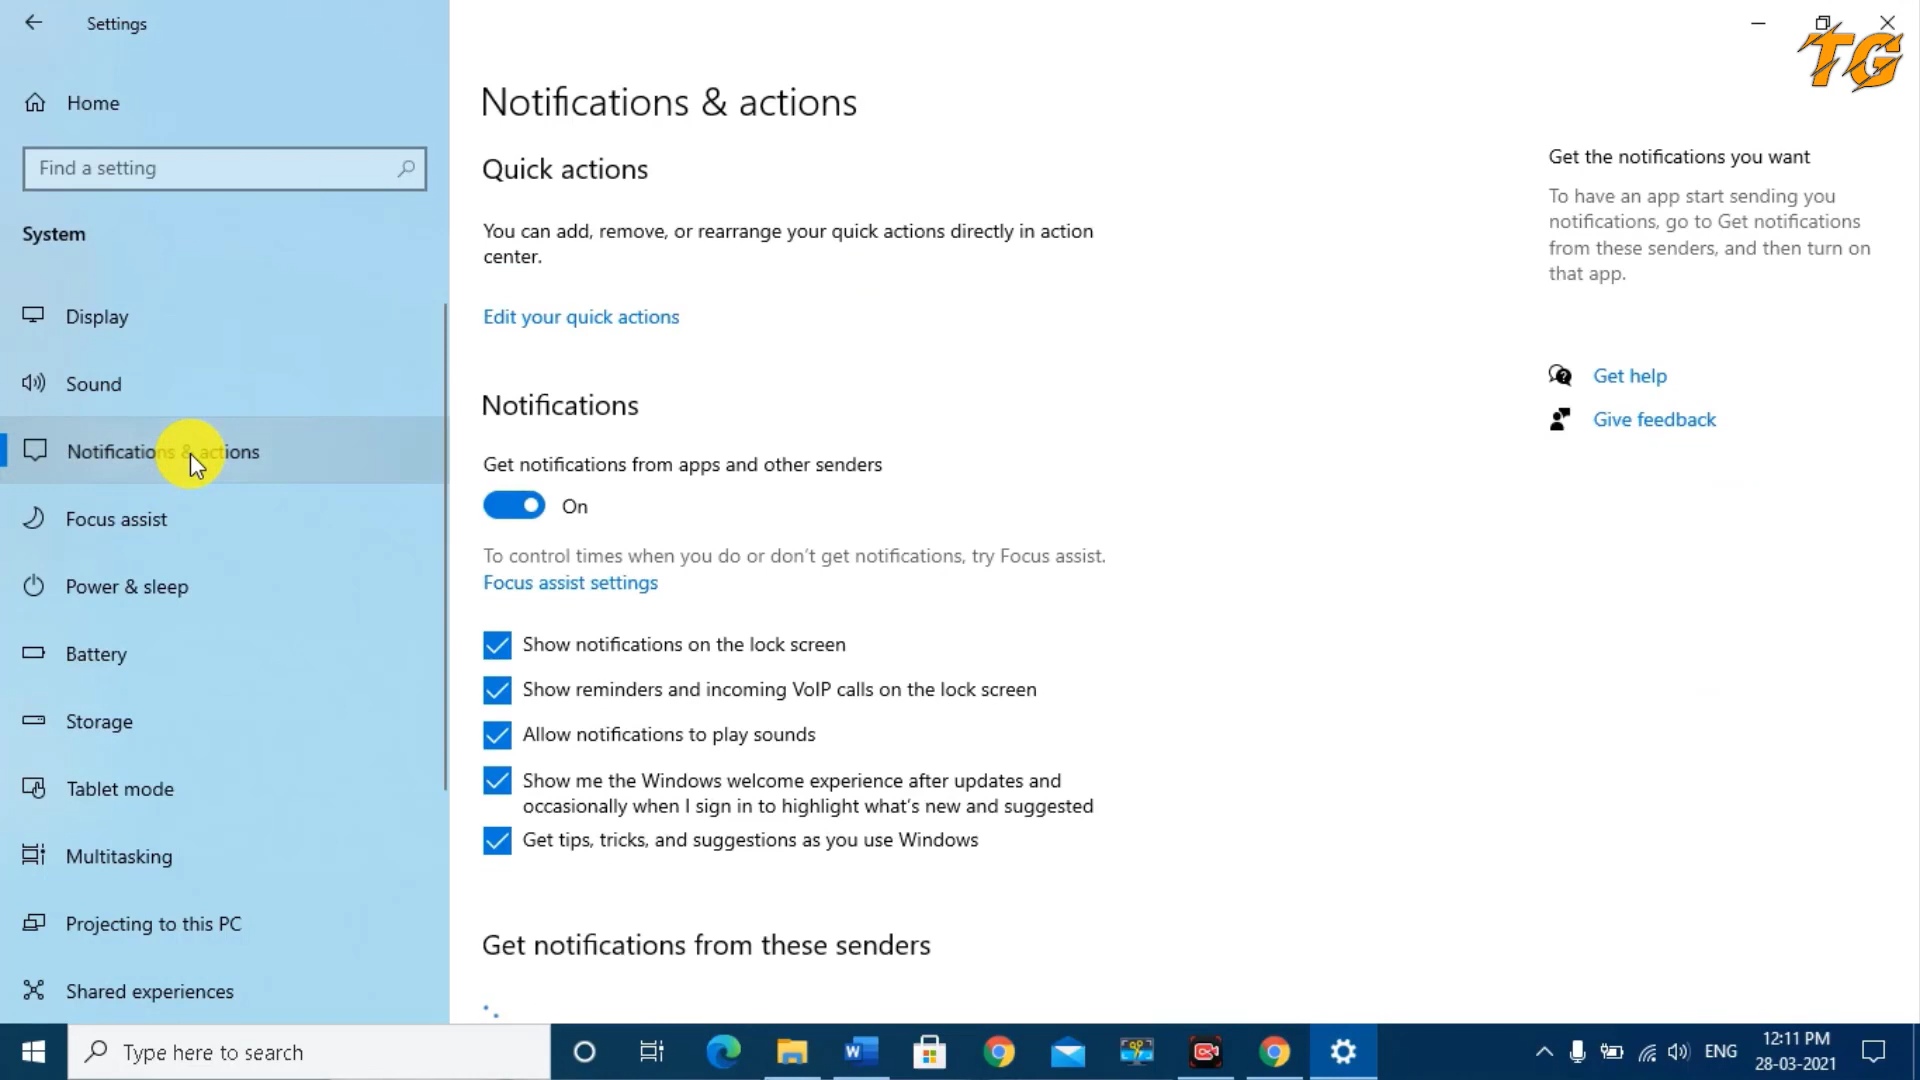 Settings
TG
Home
Find a setting
System
Display
Sound
Notifications & actions
Focus assist
Power & sleep
Battery
Storage
Tablet mode
Multitasking
Projecting to this PC
Shared experiences
Notifications & actions
Quick actions
You can add, remove, or rearrange your quick actions directly in action
center.
Edit your quick actions
Notifications
Get notifications from apps and other senders
On
To control times when you do or don't get notifications, try Focus assist.
Focus assist settings
Show notifications on the lock screen
Show reminders and incoming VoIP calls on the lock screen
Allow notifications to play sounds
Show me the Windows welcome experience after updates and
occasionally when I sign in to highlight what's new and suggested
Get tips, tricks, and suggestions as you use Windows
Get notifications from these senders
Get the notifications you want
To have an app start sending you
notifications, go to Get notifications
from these senders, and then turn on
that app.
Get help
Give feedback
Type here to search
W
ENG
12:11 PM
28-03-2021